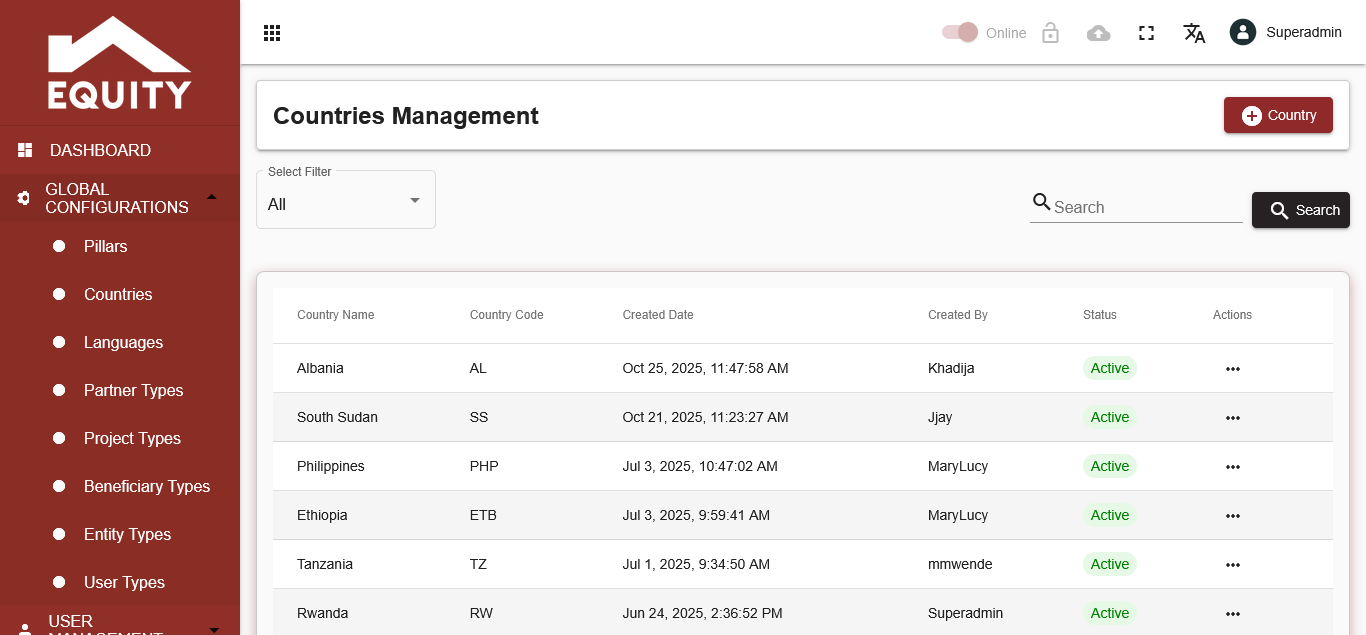 EQUITY
DASHBOARD
GLOBAL
CONFIGURATIONS
Pillars
Countries
Languages
Partner Types
Project Types
Beneficiary Types
Entity Types
User Types
USER
MANAGEMENT
Online
Superadmin
Countries Management
Country
Select Filter
All
Search
Search
Country Name Country Code Created Date Created By Status Actions
Albania AL Oct 25, 2025, 11:47:58 AM Khadija Active
South Sudan SS Oct 21, 2025, 11:23:27 AM Jjay Active
Philippines PHP Jul 3, 2025, 10:47:02 AM MaryLucy Active
Ethiopia ETB Jul 3, 2025, 9:59:41 AM MaryLucy Active
Tanzania TZ Jul 1, 2025, 9:34:50 AM mmwende Active
Rwanda RW Jun 24, 2025, 2:36:52 PM Superadmin Active